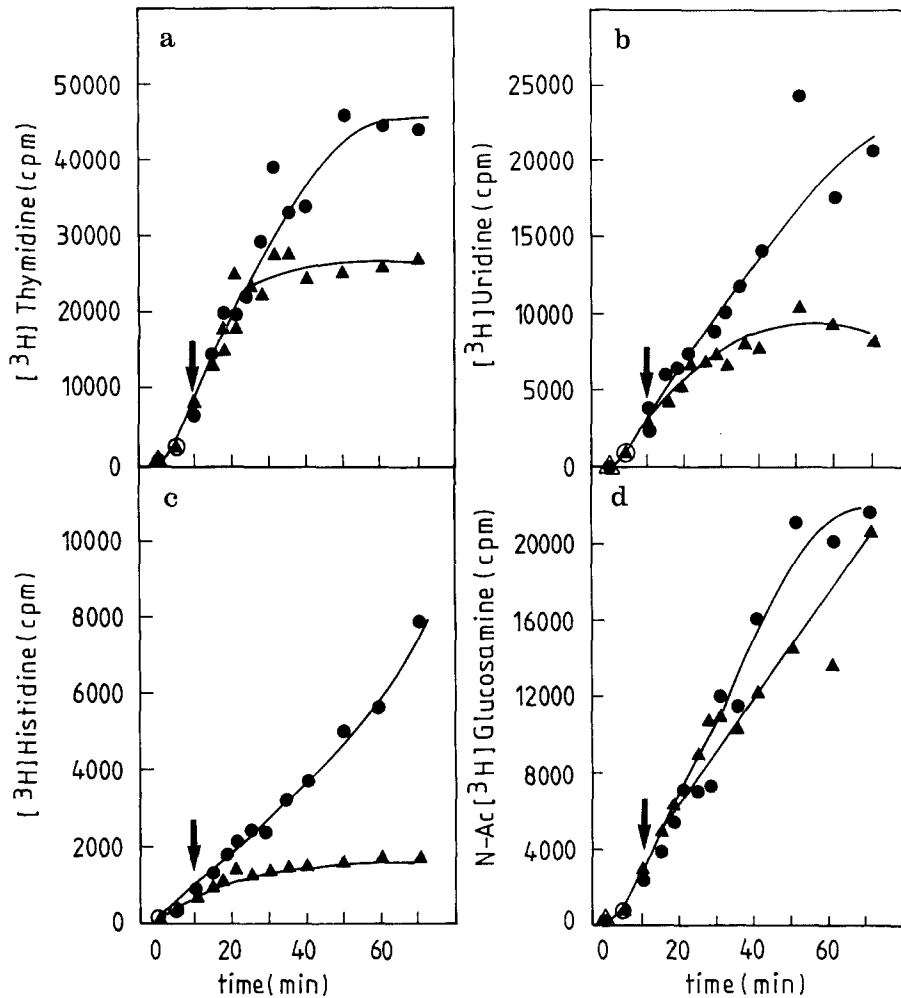 a
50000
40000
30000
20000
10000
0
[³H] Thymidine (cpm)
b
25000
20000
15000
10000
5000
0
[³H] Uridine (cpm)
c
10000
8000
6000
4000
2000
0
[³H] Histidine (cpm)
0 20 40 60
time (min)
d
20000
16000
12000
8000
4000
0
N-Ac [³H] Glucosamine (cpm)
0 20 40 60
time (min)